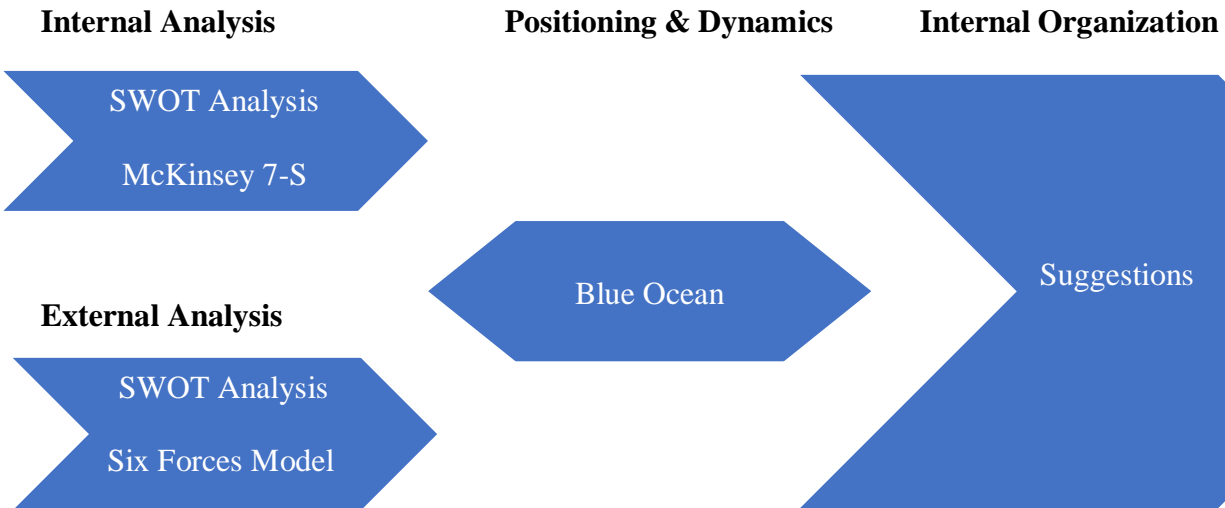 Internal Analysis
Positioning & Dynamics
Internal Organization
SWOT Analysis
McKinsey 7-S
Blue Ocean
Suggestions
External Analysis
SWOT Analysis
Six Forces Model